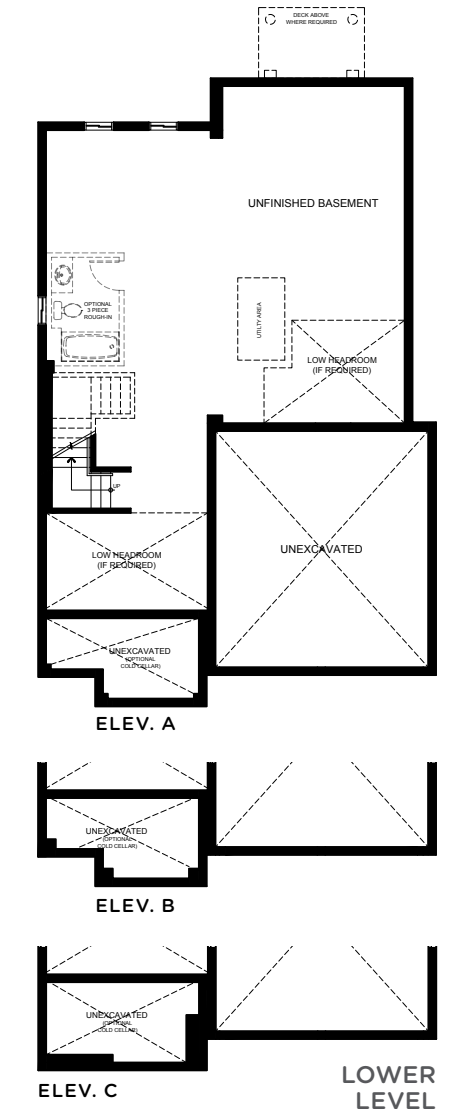 DECK ABOVE
WHERE REQUIRED
UNFINISHED BASEMENT
OPTIONAL
3 PIECE
ROUGH-IN
UTILTY AREA
LOW HEADROOM
(IF REQUIRED)
UP
LOW HEADROOM
(IF REQUIRED)
UNEXCAVATED
UNEXCAVATED
(OPTIONAL
COLD CELLAR)
ELEV. A
UNEXCAVATED
(OPTIONAL
COLD CELLAR)
ELEV. B
UNEXCAVATED
(OPTIONAL
COLD CELLAR)
ELEV. C
LOWER
LEVEL